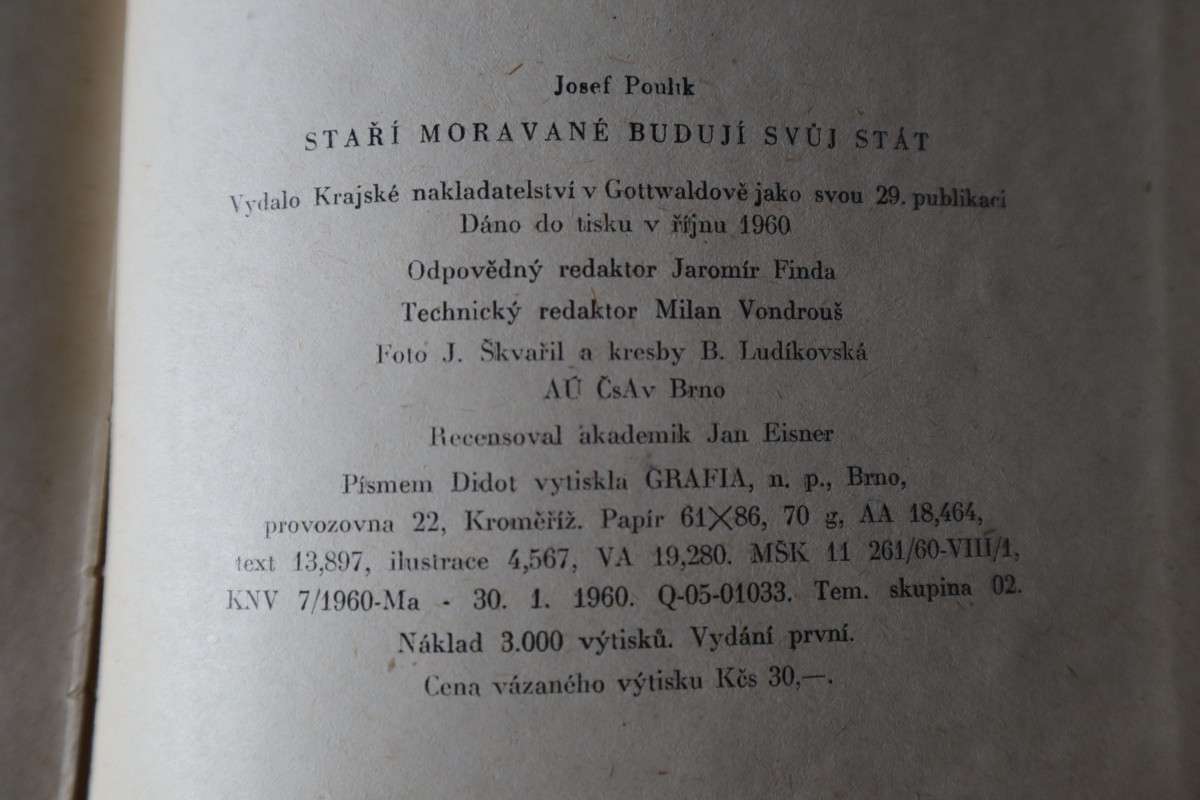 Josef Poulík
STAŘÍ MORAVANÉ BUDUJÍ SVŮJ STÁT
Vydalo Krajské nakladatelství v Gottwaldově jako svou 29. publikaci
Dáno do tisku v říjnu 1960
Odpovědný redaktor Jaromír Finda
Technický redaktor Milan Vondrouš
Foto J. Škvařil a kresby B. Ludíkovská
AÚ ČsAv Brno
Recensoval akademik Jan Eisner
Písmem Didot vytiskla GRAFIA, n. p., Brno,
provozovna 22, Kroměříž. Papír 61×86, 70 g, AA 18,464,
text 13,897, ilustrace 4,567, VA 19,280. MŠK 11 261/60-VIII/1,
KNV 7/1960-Ma - 30. 1. 1960. Q-05-01033. Tem. skupina 02.
Náklad 3.000 výtisků. Vydání první.
Cena vázaného výtisku Kčs 30,—.